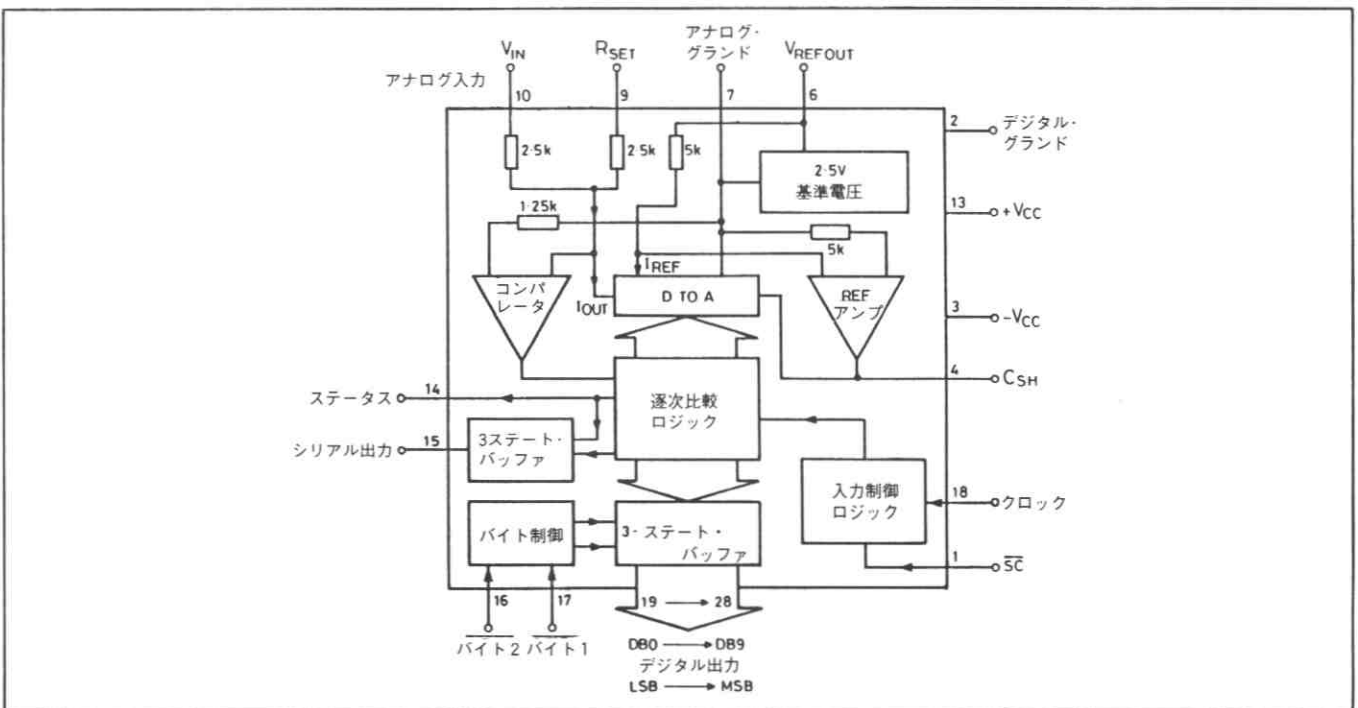 アナログ・
グランド
V_IN
R_SET
V_REFOUT
アナログ入力
10
9
7
6
2
デジタル・
グランド
2·5k
2·5k
5k
2·5V
基準電圧
13
+V_CC
1·25k
5k
I_REF
コンパ
レータ
I_OUT
D TO A
REF
アンプ
3
-V_CC
4
C_SH
ステータス
14
逐次比較
ロジック
シリアル出力
15
3ステート・
バッファ
入力制御
ロジック
18
クロック
バイト制御
3-ステート・
バッファ
1
S̅C̅
16
17
19 → 28
バイト2
バイト1
DB0 → DB9
デジタル出力
LSB → MSB